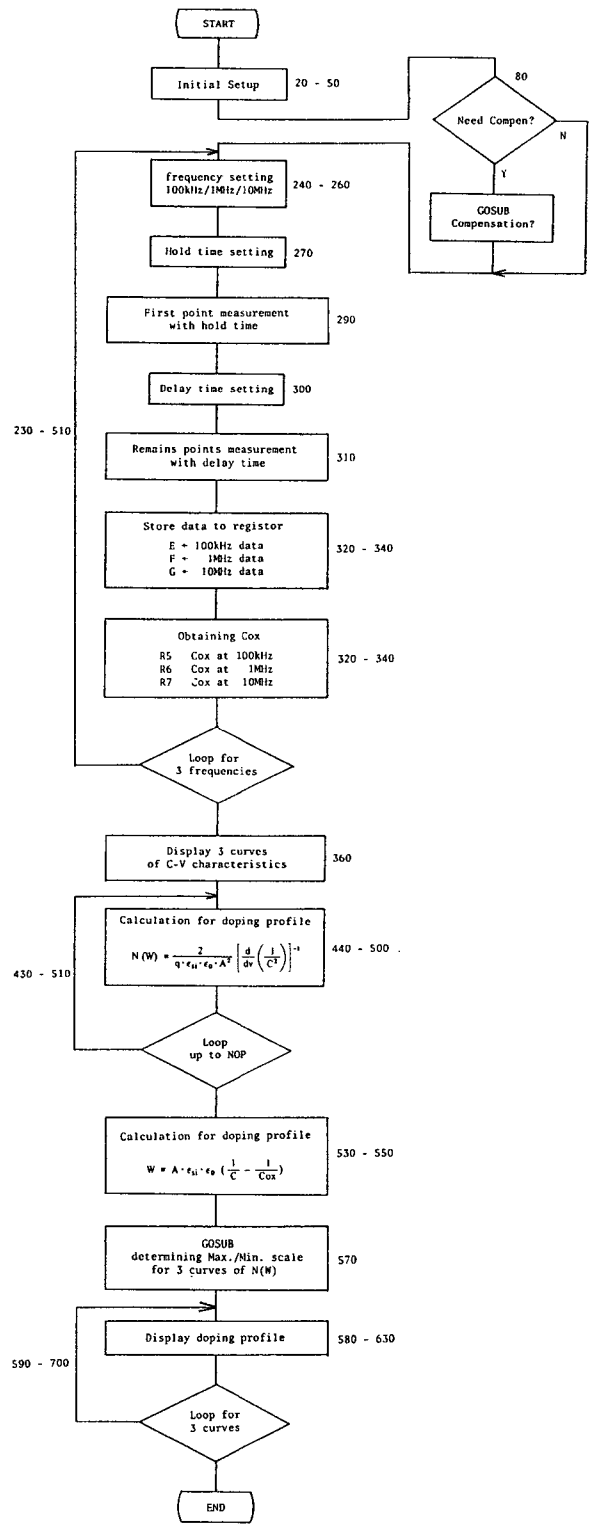 START
Initial Setup
20 - 50
80
Need Compen?
N
Y
GOSUB
Compensation?
frequency setting
100kHz/1MHz/10MHz
240 - 260
Hold time setting
270
First point measurement
with hold time
290
Delay time setting
300
230 - 510
Remains points measurement
with delay time
310
Store data to registor
E ← 100kHz data
F ← 1MHz data
G ← 10MHz data
320 - 340
Obtaining Cox
R5 Cox at 100kHz
R6 Cox at 1MHz
R7 Cox at 10MHz
320 - 340
Loop for
3 frequencies
Display 3 curves
of C-V characteristics
360
Calculation for doping profile
N (W) = 2 / (q · ε_si · ε_0 · A²) [ d/dv ( 1/C² ) ]⁻¹
440 - 500
430 - 510
Loop
up to NOP
Calculation for doping profile
W = A · ε_si · ε_0 ( 1/C - 1/Cox )
530 - 550
GOSUB
determining Max./Min. scale
for 3 curves of N(W)
570
Display doping profile
580 - 630
590 - 700
Loop for
3 curves
END